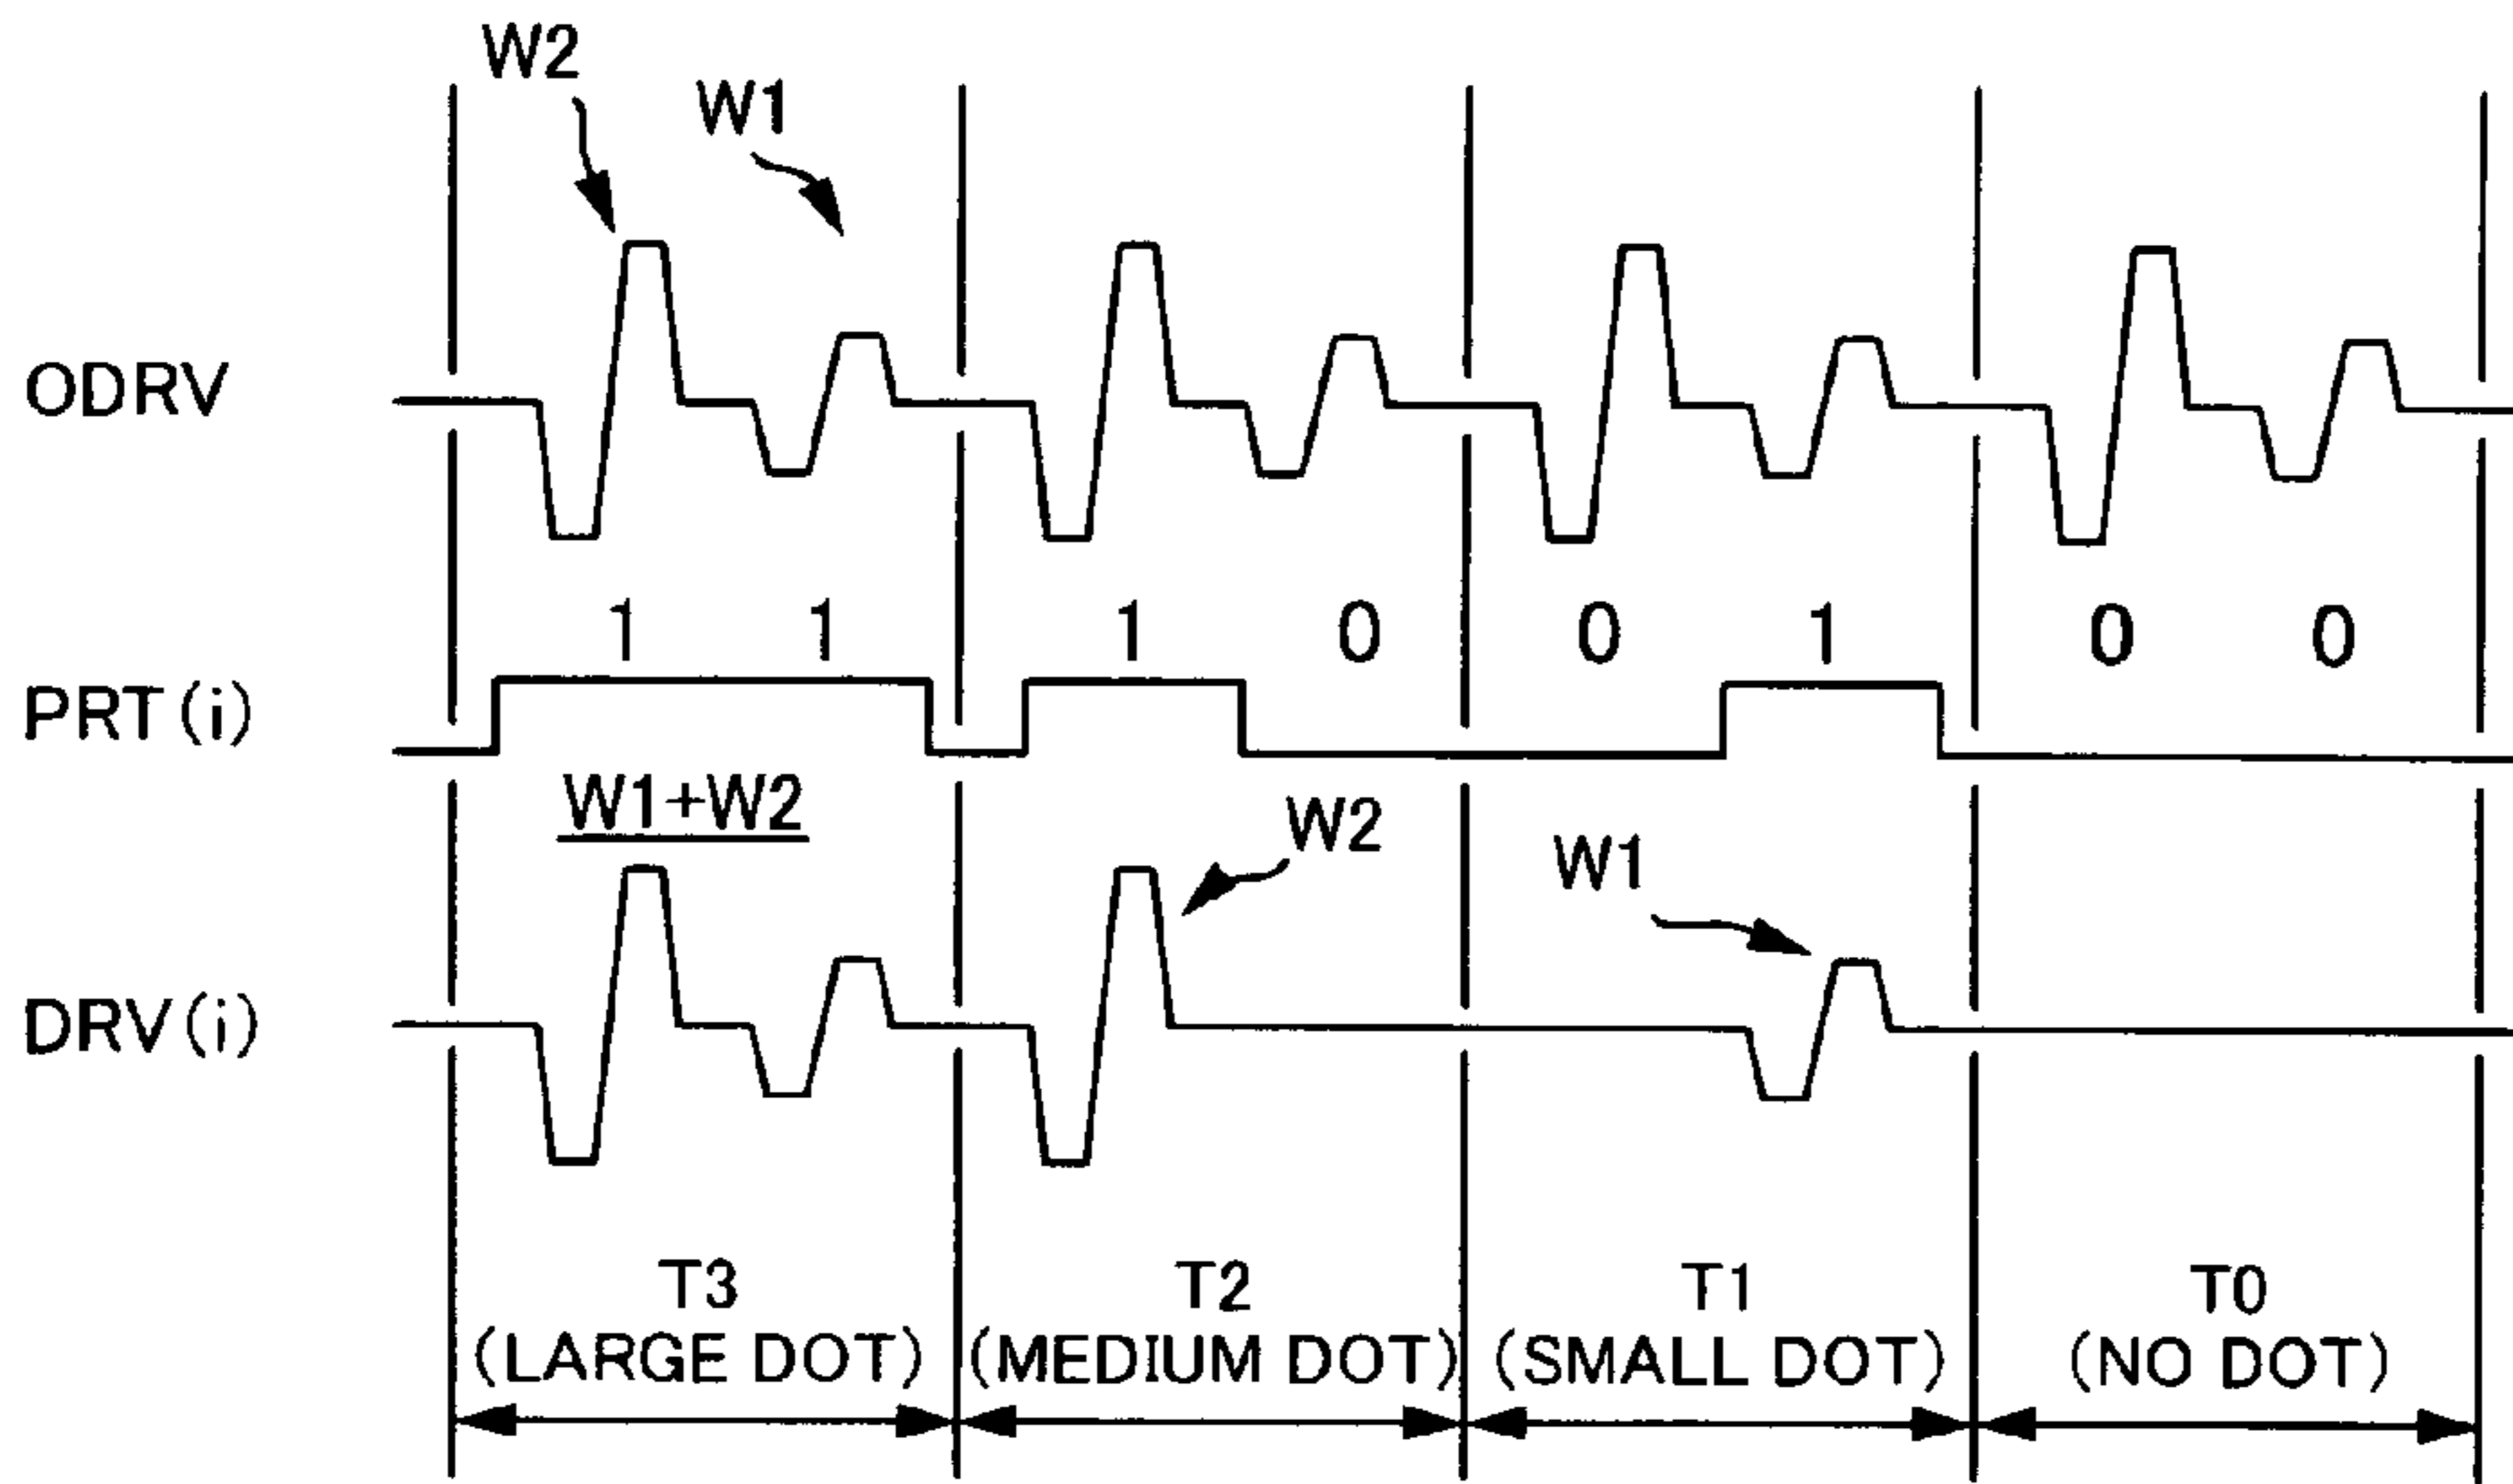 W2
W1
ODRV
1 1 1 0 0 1 0 0
PRT(i)
W1+W2
W2
W1
DRV(i)
T3 T2 T1 T0
(LARGE DOT) (MEDIUM DOT) (SMALL DOT) (NO DOT)